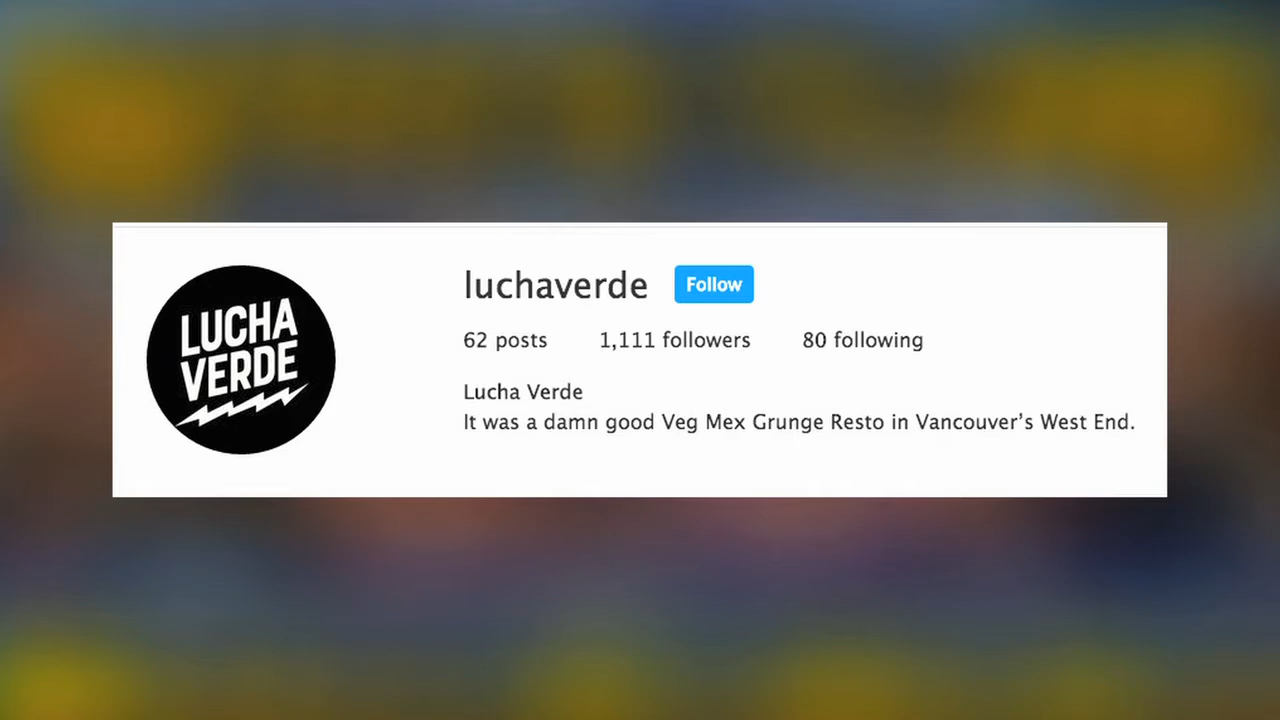 LUCHA
VERDE
luchaverde Follow
62 posts 1,111 followers 80 following
Lucha Verde
It was a damn good Veg Mex Grunge Resto in Vancouver’s West End.